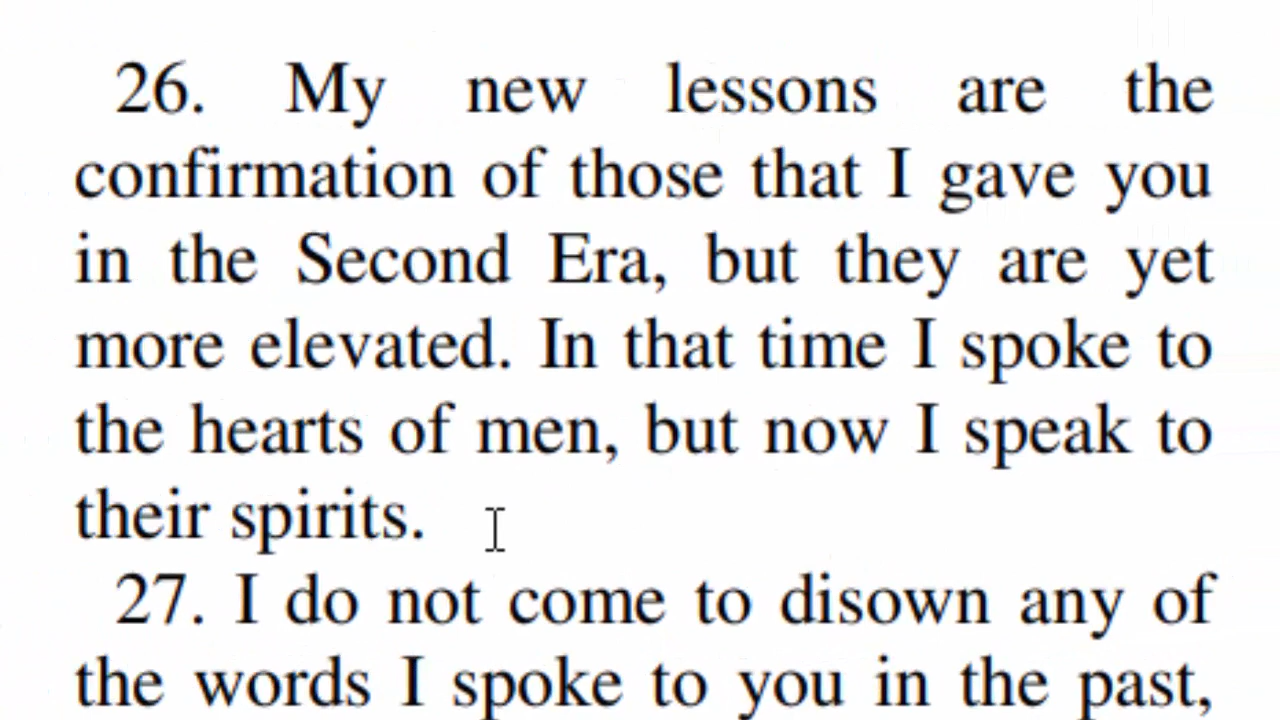 26. My new lessons are the
confirmation of those that I gave you
in the Second Era, but they are yet
more elevated. In that time I spoke to
the hearts of men, but now I speak to
their spirits.
27. I do not come to disown any of
the words I spoke to you in the past,